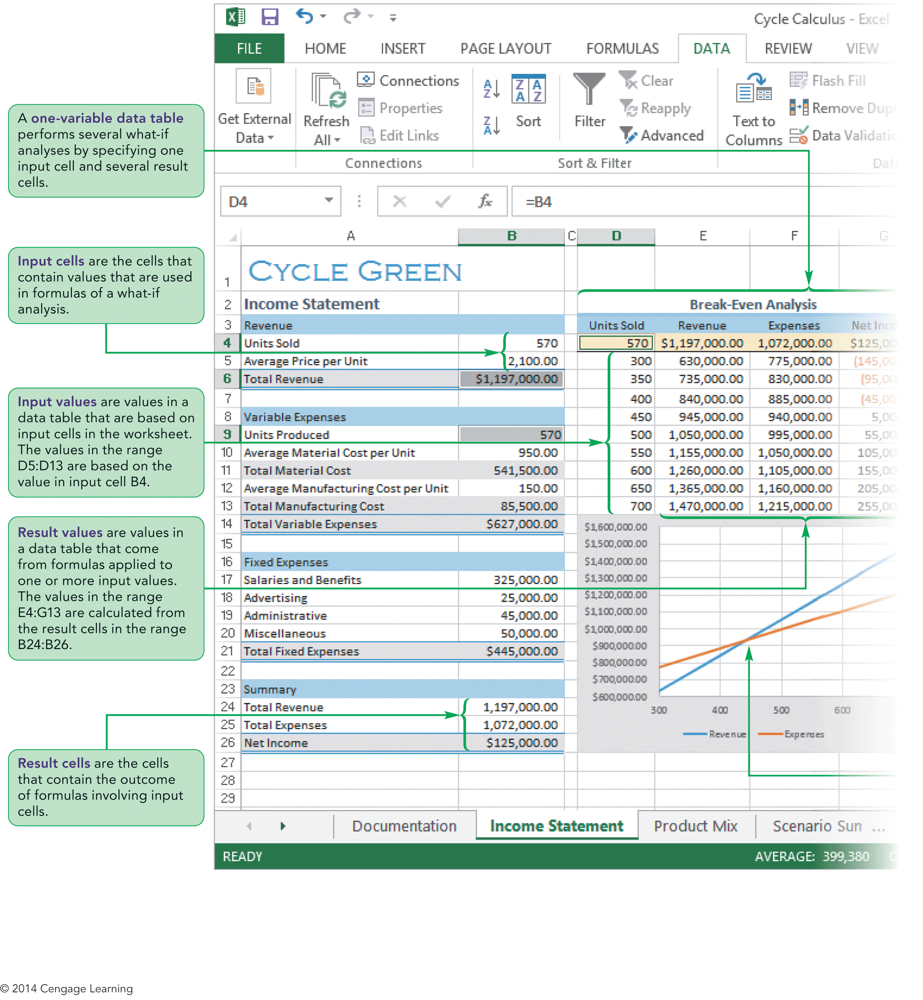 Cycle Calculus - Excel
FILE HOME INSERT PAGE LAYOUT FORMULAS DATA REVIEW VIEW
Get External Data
Refresh All
Connections
Properties
Edit Links
Connections
A Z
Z A
Z A A Z
Sort
Filter
Clear
Reapply
Advanced
Sort & Filter
Text to Columns
Flash Fill
Remove Dupl
Data Validatio
Data
A one-variable data table
performs several what-if
analyses by specifying one
input cell and several result
cells.
D4 fx =B4
A B C D E F G
Input cells are the cells that
contain values that are used
in formulas of a what-if
analysis.
1 CYCLE GREEN
2 Income Statement Break-Even Analysis
3 Revenue Units Sold Revenue Expenses Net Inco
4 Units Sold 570 570 $1,197,000.00 1,072,000.00 $125,00
5 Average Price per Unit 2,100.00 300 630,000.00 775,000.00 (145,00
6 Total Revenue $1,197,000.00 350 735,000.00 830,000.00 (95,00
7 400 840,000.00 885,000.00 (45,00
8 Variable Expenses 450 945,000.00 940,000.00 5,00
9 Units Produced 570 500 1,050,000.00 995,000.00 55,00
10 Average Material Cost per Unit 950.00 550 1,155,000.00 1,050,000.00 105,00
11 Total Material Cost 541,500.00 600 1,260,000.00 1,105,000.00 155,00
12 Average Manufacturing Cost per Unit 150.00 650 1,365,000.00 1,160,000.00 205,00
13 Total Manufacturing Cost 85,500.00 700 1,470,000.00 1,215,000.00 255,00
14 Total Variable Expenses $627,000.00
15
16 Fixed Expenses
17 Salaries and Benefits 325,000.00
18 Advertising 25,000.00
19 Administrative 45,000.00
20 Miscellaneous 50,000.00
21 Total Fixed Expenses $445,000.00
22
23 Summary
24 Total Revenue 1,197,000.00
25 Total Expenses 1,072,000.00
26 Net Income $125,000.00
27
28
29
Input values are values in a
data table that are based on
input cells in the worksheet.
The values in the range
D5:D13 are based on the
value in input cell B4.
Result values are values in
a data table that come
from formulas applied to
one or more input values.
The values in the range
E4:G13 are calculated from
the result cells in the range
B24:B26.
Result cells are the cells
that contain the outcome
of formulas involving input
cells.
$1,600,000.00
$1,500,000.00
$1,400,000.00
$1,300,000.00
$1,200,000.00
$1,100,000.00
$1,000,000.00
$900,000.00
$800,000.00
$700,000.00
$600,000.00
300 400 500 600
Revenue Expenses
Documentation Income Statement Product Mix Scenario Sum ...
READY AVERAGE: 399,380 C
© 2014 Cengage Learning